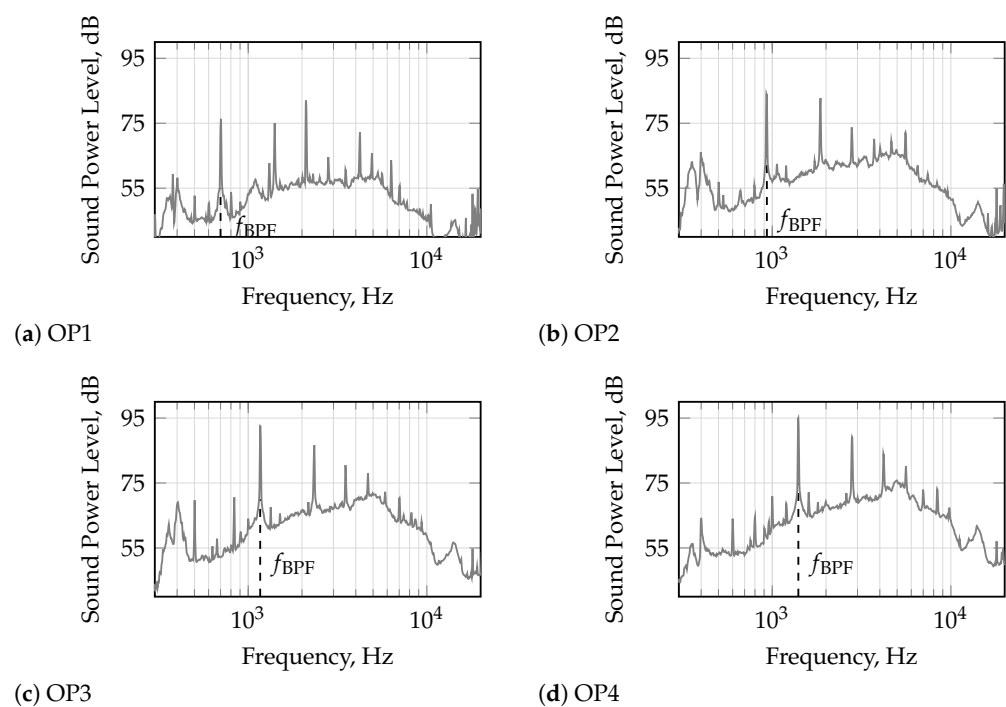 Sound Power Level, dB
95
75
55
f_BPF
10^3
10^4
Frequency, Hz
(a) OP1
Sound Power Level, dB
95
75
55
f_BPF
10^3
10^4
Frequency, Hz
(b) OP2
Sound Power Level, dB
95
75
55
f_BPF
10^3
10^4
Frequency, Hz
(c) OP3
Sound Power Level, dB
95
75
55
f_BPF
10^3
10^4
Frequency, Hz
(d) OP4